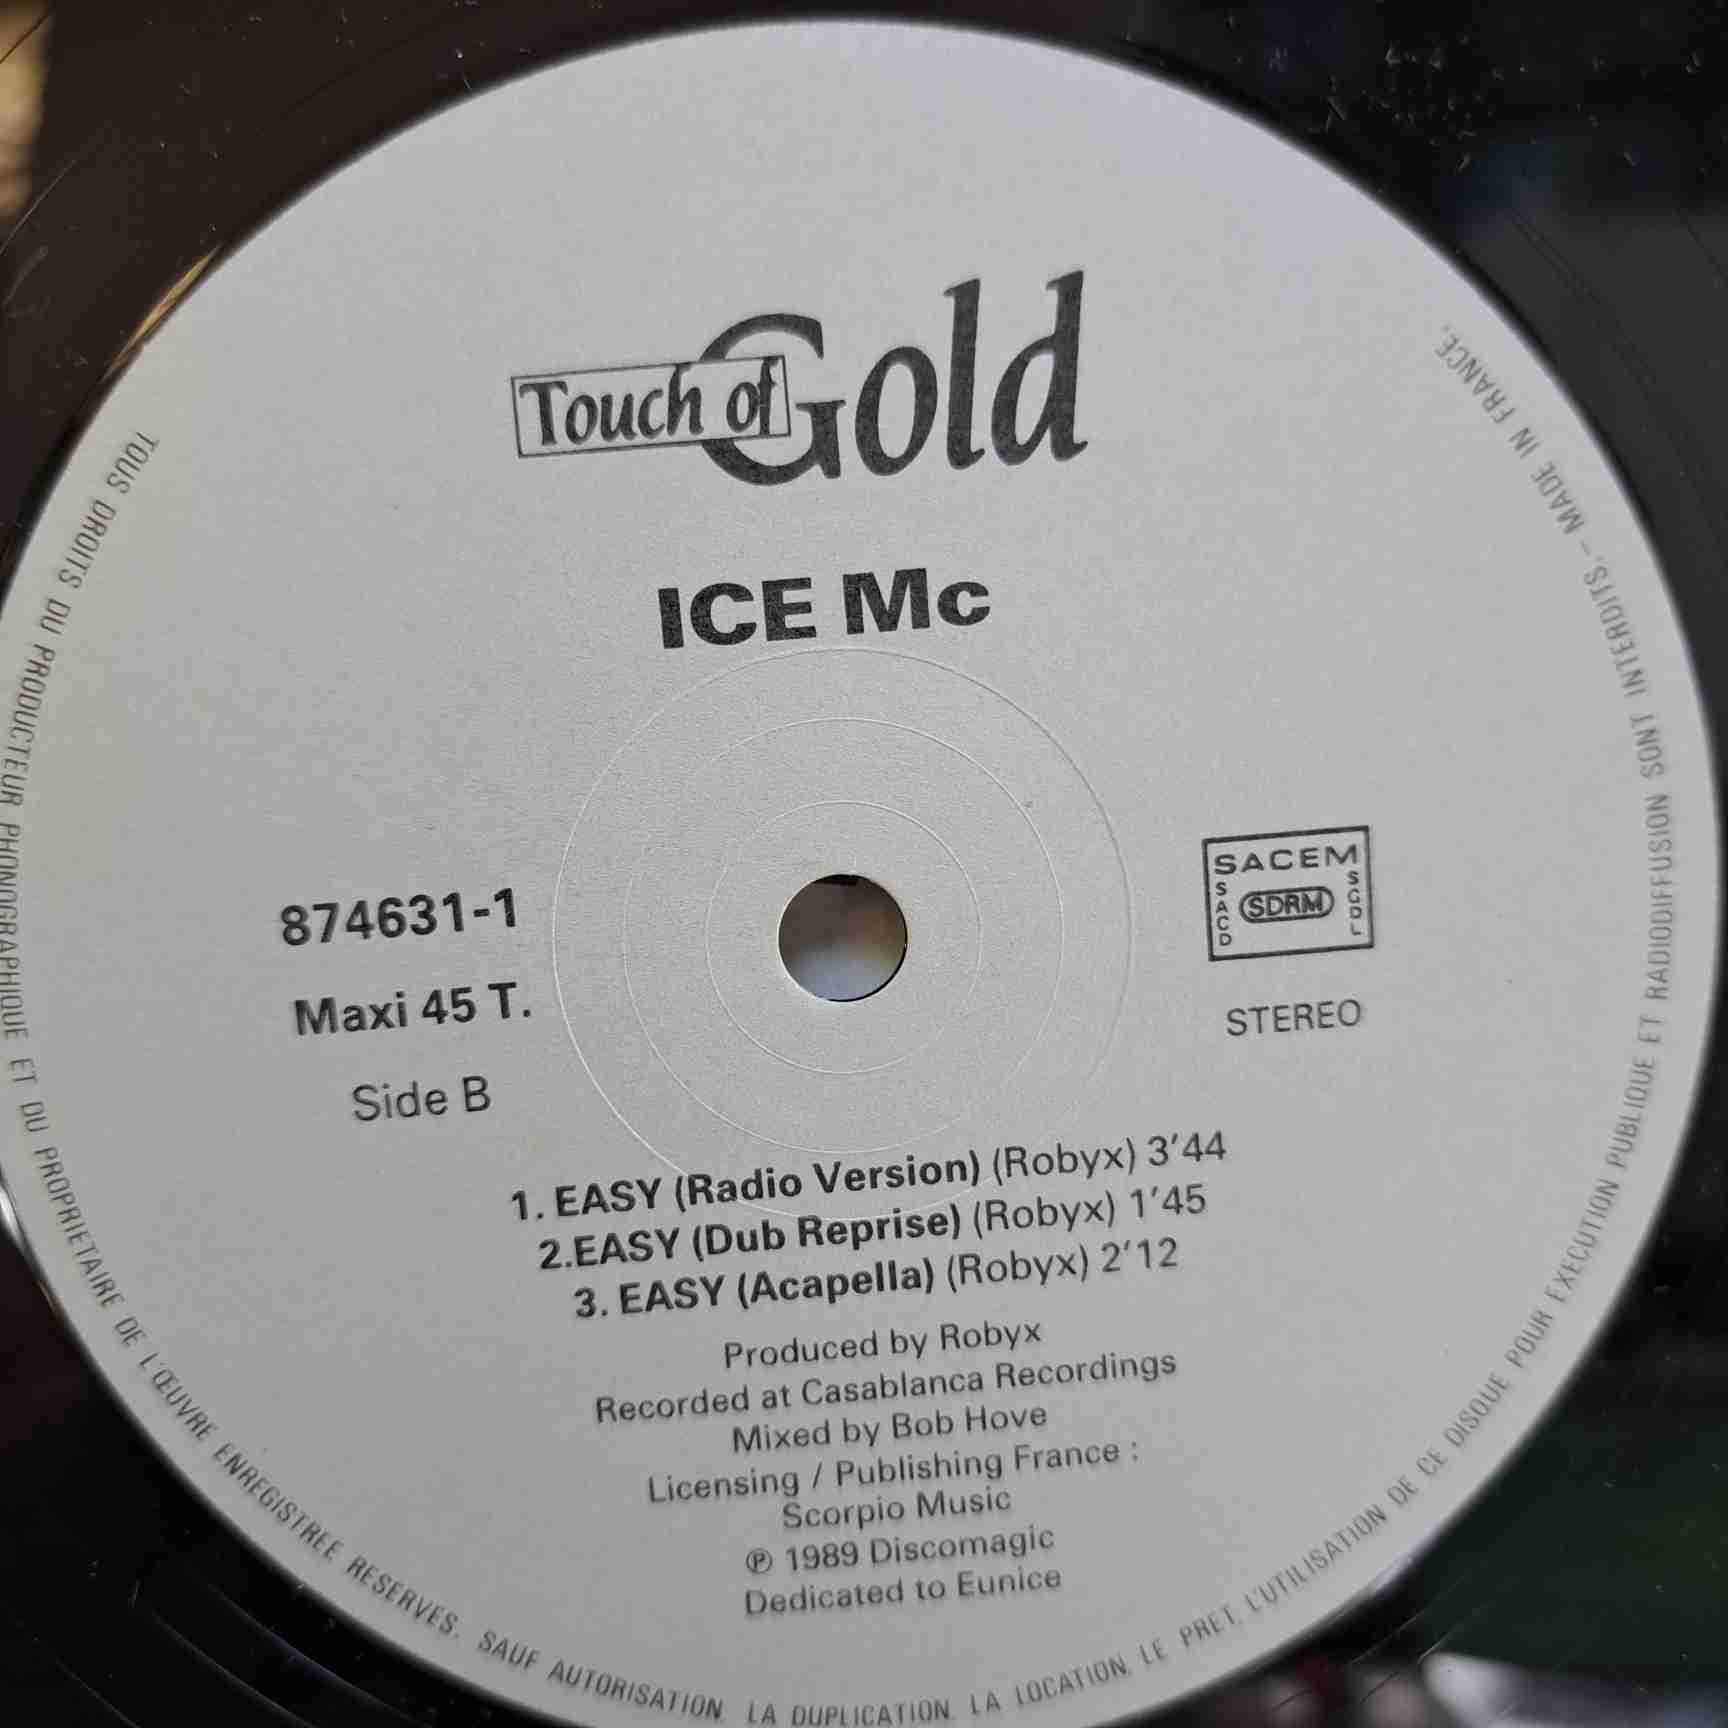 Touch of Gold
ICE Mc
874631-1
Maxi 45 T.
Side B
SACEM
SACD
SDRM
SGDL
STEREO
1. EASY (Radio Version) (Robyx) 3'44
2.EASY (Dub Reprise) (Robyx) 1'45
3. EASY (Acapella) (Robyx) 2'12
Produced by Robyx
Recorded at Casablanca Recordings
Mixed by Bob Hove
Licensing / Publishing France :
Scorpio Music
℗ 1989 Discomagic
Dedicated to Eunice
TOUS DROITS DU PRODUCTEUR PHONOGRAPHIQUE ET DU PROPRIETAIRE DE L'ŒUVRE ENREGISTREE RESERVES. SAUF AUTORISATION. LA DUPLICATION. LA LOCATION. LE PRET, L'UTILISATION DE CE DISQUE POUR EXECUTION PUBLIQUE ET RADIODIFFUSION SONT INTERDITS. - MADE IN FRANCE.